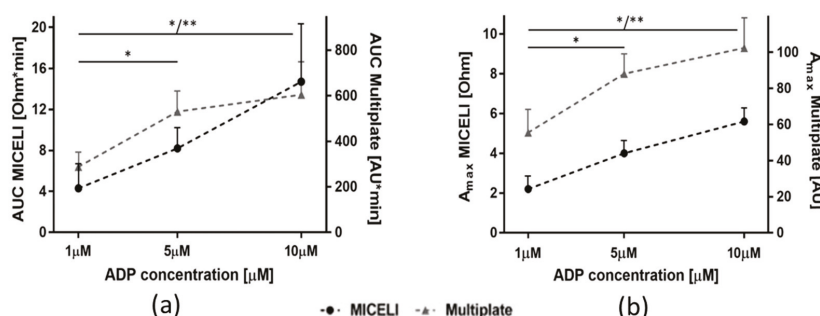 */**
*
20
16
12
8
4
0
AUC MICELI [Ohm*min]
800
600
400
200
0
AUC Multiplate [AU*min]
1μM
5μM
10μM
ADP concentration [μM]
(a)
*/**
*
10
8
6
4
2
0
Amax MICELI [Ohm]
100
80
60
40
20
0
Amax Multiplate [AU]
1μM
5μM
10μM
ADP concentration [μM]
(b)
MICELI
Multiplate